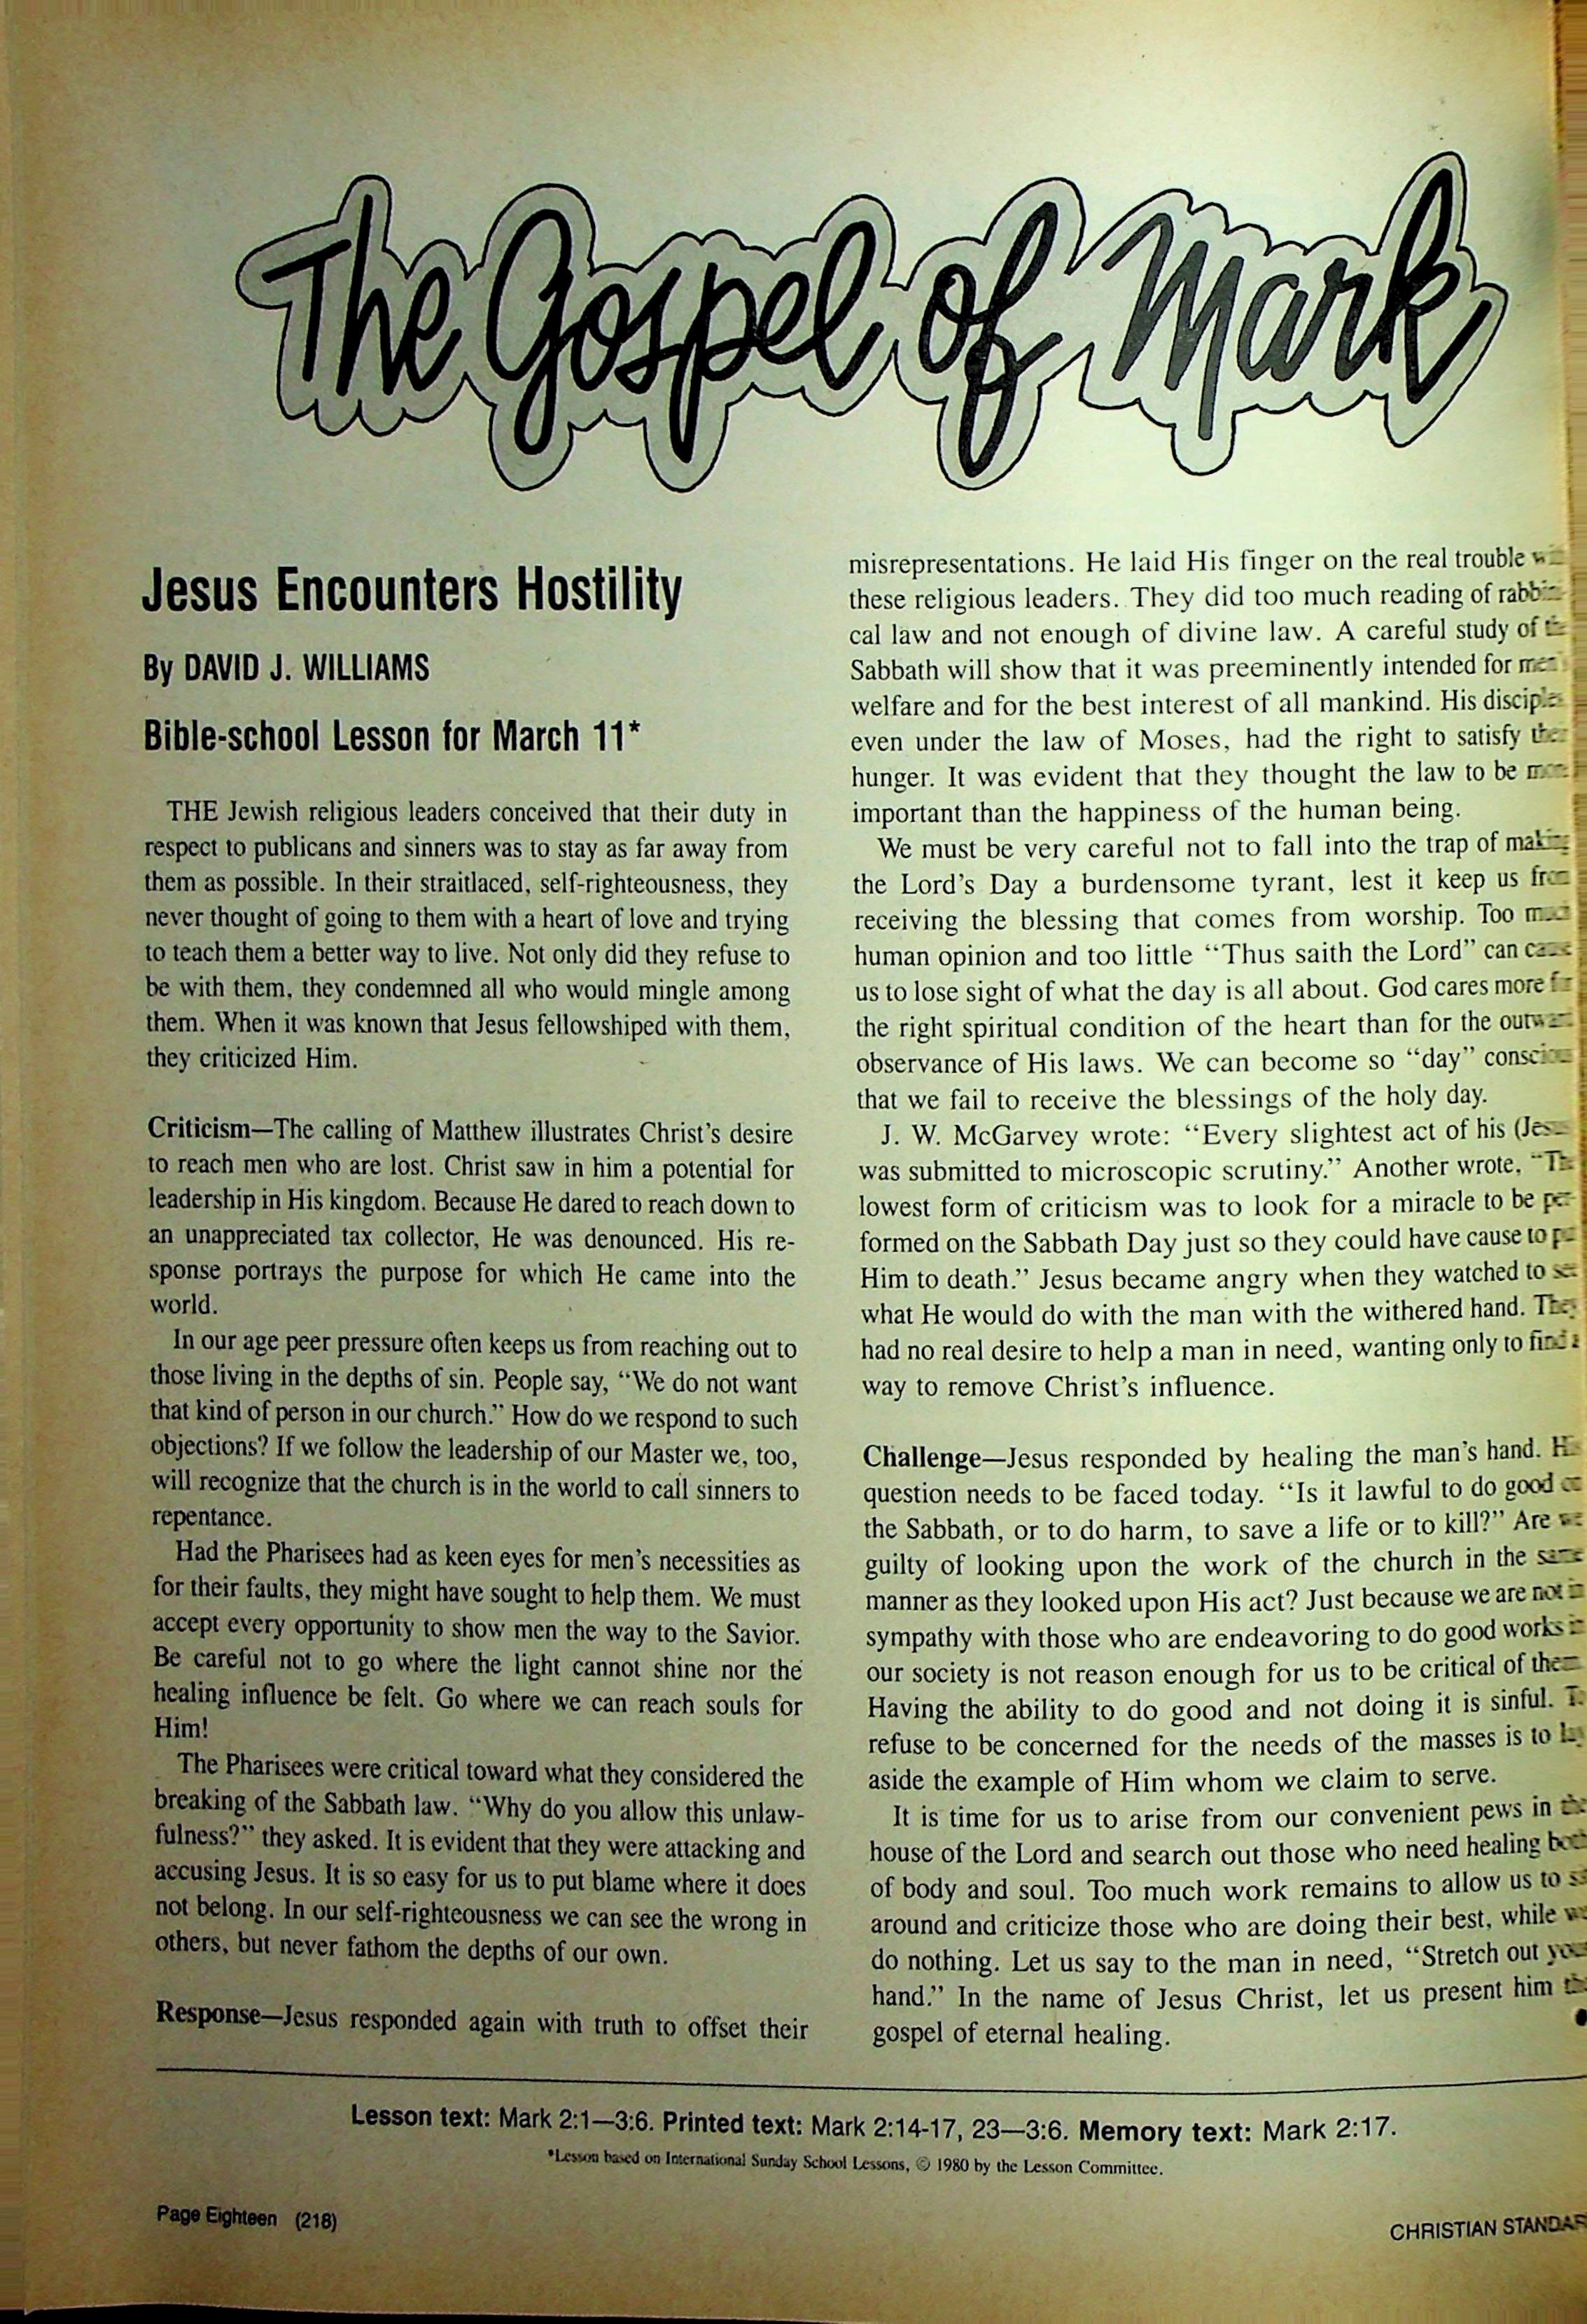 The Gospel of Mark
Jesus Encounters Hostility
By DAVID J. WILLIAMS
Bible-school Lesson for March 11*
THE Jewish religious leaders conceived that their duty in
respect to publicans and sinners was to stay as far away from
them as possible. In their straitlaced, self-righteousness, they
never thought of going to them with a heart of love and trying
to teach them a better way to live. Not only did they refuse to
be with them, they condemned all who would mingle among
them. When it was known that Jesus fellowshiped with them,
they criticized Him.
Criticism—The calling of Matthew illustrates Christ's desire
to reach men who are lost. Christ saw in him a potential for
leadership in His kingdom. Because He dared to reach down to
an unappreciated tax collector, He was denounced. His re-
sponse portrays the purpose for which He came into the
world.
In our age peer pressure often keeps us from reaching out to
those living in the depths of sin. People say, “We do not want
that kind of person in our church.” How do we respond to such
objections? If we follow the leadership of our Master we, too,
will recognize that the church is in the world to call sinners to
repentance.
Had the Pharisees had as keen eyes for men's necessities as
for their faults, they might have sought to help them. We must
accept every opportunity to show men the way to the Savior.
Be careful not to go where the light cannot shine nor the
healing influence be felt. Go where we can reach souls for
Him!
The Pharisees were critical toward what they considered the
breaking of the Sabbath law. “Why do you allow this unlaw-
fulness?” they asked. It is evident that they were attacking and
accusing Jesus. It is so easy for us to put blame where it does
not belong. In our self-righteousness we can see the wrong in
others, but never fathom the depths of our own.
Response—Jesus responded again with truth to offset their
misrepresentations. He laid His finger on the real trouble
these religious leaders. They did too much reading of
cal law and not enough of divine law. A careful study of
Sabbath will show that it was preeminently intended for
welfare and for the best interest of all mankind. His
even under the law of Moses, had the right to satisfy
hunger. It was evident that they thought the law to be
important than the happiness of the human being.
We must be very careful not to fall into the trap of making
the Lord's Day a burdensome tyrant, lest it keep us from
receiving the blessing that comes from worship. Too
human opinion and too little “Thus saith the Lord” can
us to lose sight of what the day is all about. God cares more
the right spiritual condition of the heart than for the
observance of His laws. We can become so “day”
that we fail to receive the blessings of the holy day.
J. W. McGarvey wrote: “Every slightest act of his
was submitted to microscopic scrutiny.” Another wrote, “The
lowest form of criticism was to look for a miracle to be per-
formed on the Sabbath Day just so they could have cause to
Him to death.” Jesus became angry when they watched to see
what He would do with the man with the withered hand. They
had no real desire to help a man in need, wanting only to find a
way to remove Christ's influence.
Challenge—Jesus responded by healing the man's hand.
question needs to be faced today. “Is it lawful to do good on
the Sabbath, or to do harm, to save a life or to kill?” Are we
guilty of looking upon the work of the church in the same
manner as they looked upon His act? Just because we are not in
sympathy with those who are endeavoring to do good works in
our society is not reason enough for us to be critical of them.
Having the ability to do good and not doing it is sinful. To
refuse to be concerned for the needs of the masses is to lay
aside the example of Him whom we claim to serve.
It is time for us to arise from our convenient pews in the
house of the Lord and search out those who need healing both
of body and soul. Too much work remains to allow us to
around and criticize those who are doing their best, while we
do nothing. Let us say to the man in need, “Stretch out your
hand.” In the name of Jesus Christ, let us present him the
gospel of eternal healing.
Lesson text: Mark 2:1—3:6. Printed text: Mark 2:14-17, 23—3:6. Memory text: Mark 2:17.
*Lesson based on International Sunday School Lessons, © 1980 by the Lesson Committee.
Page Eighteen (218)
CHRISTIAN STANDAR